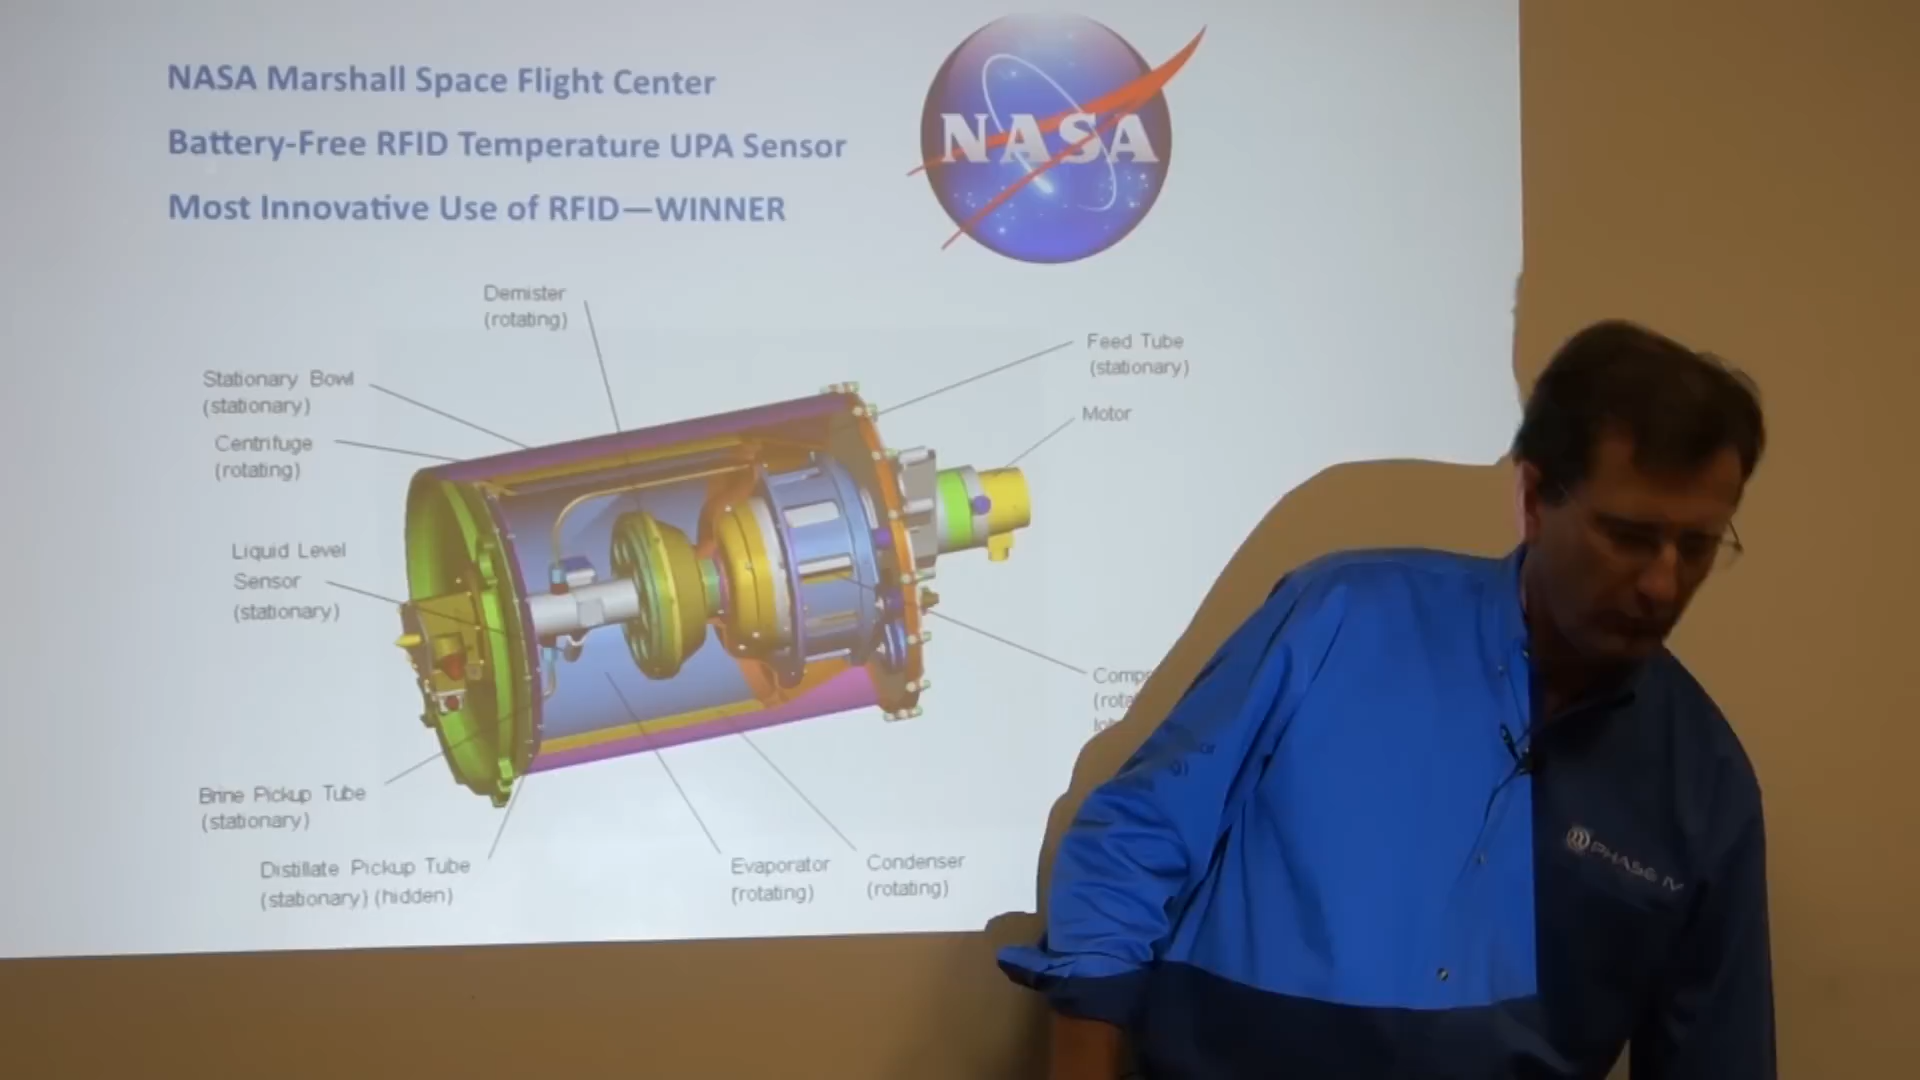 NASA Marshall Space Flight Center
Battery-Free RFID Temperature UPA Sensor
Most Innovative Use of RFID—WINNER
NASA
Demister
(rotating)
Feed Tube
(stationary)
Stationary Bowl
(stationary)
Motor
Centrifuge
(rotating)
Liquid Level
Sensor
(stationary)
Brine Pickup Tube
(stationary)
Distillate Pickup Tube
(stationary) (hidden)
Evaporator
(rotating)
Condenser
(rotating)
PHASE IV